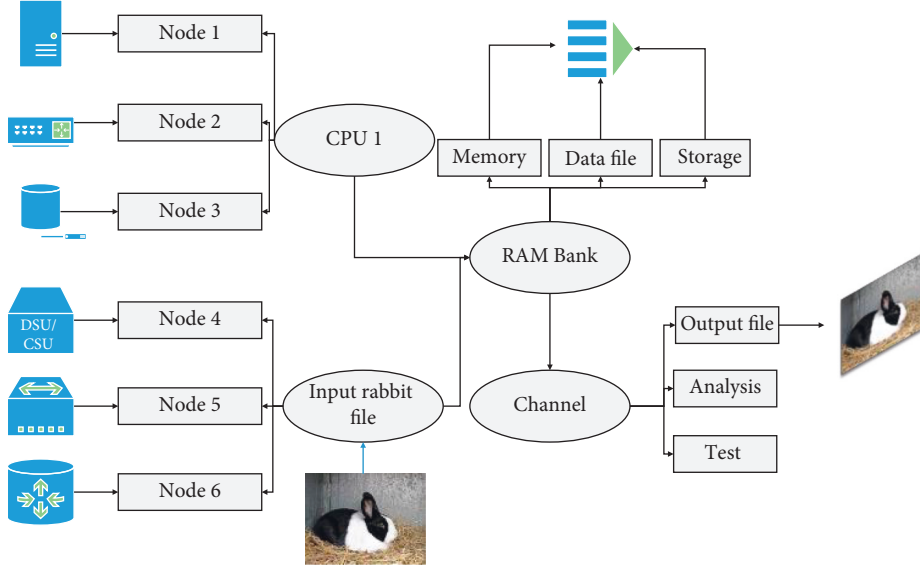 Node 1
Node 2
Node 3
CPU 1
Memory
Data file
Storage
RAM Bank
DSU/
CSU
Node 4
Node 5
Node 6
Input rabbit
file
Channel
Output file
Analysis
Test